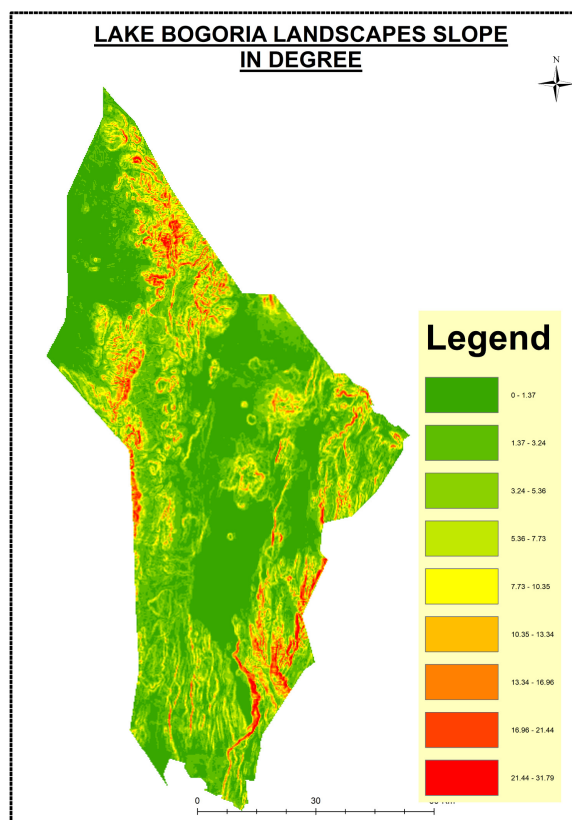 LAKE BOGORIA LANDSCAPES SLOPE
IN DEGREE
N
Legend
0 - 1.37
1.37 - 3.24
3.24 - 5.36
5.36 - 7.73
7.73 - 10.35
10.35 - 13.34
13.34 - 16.96
16.96 - 21.44
21.44 - 31.79
0 30